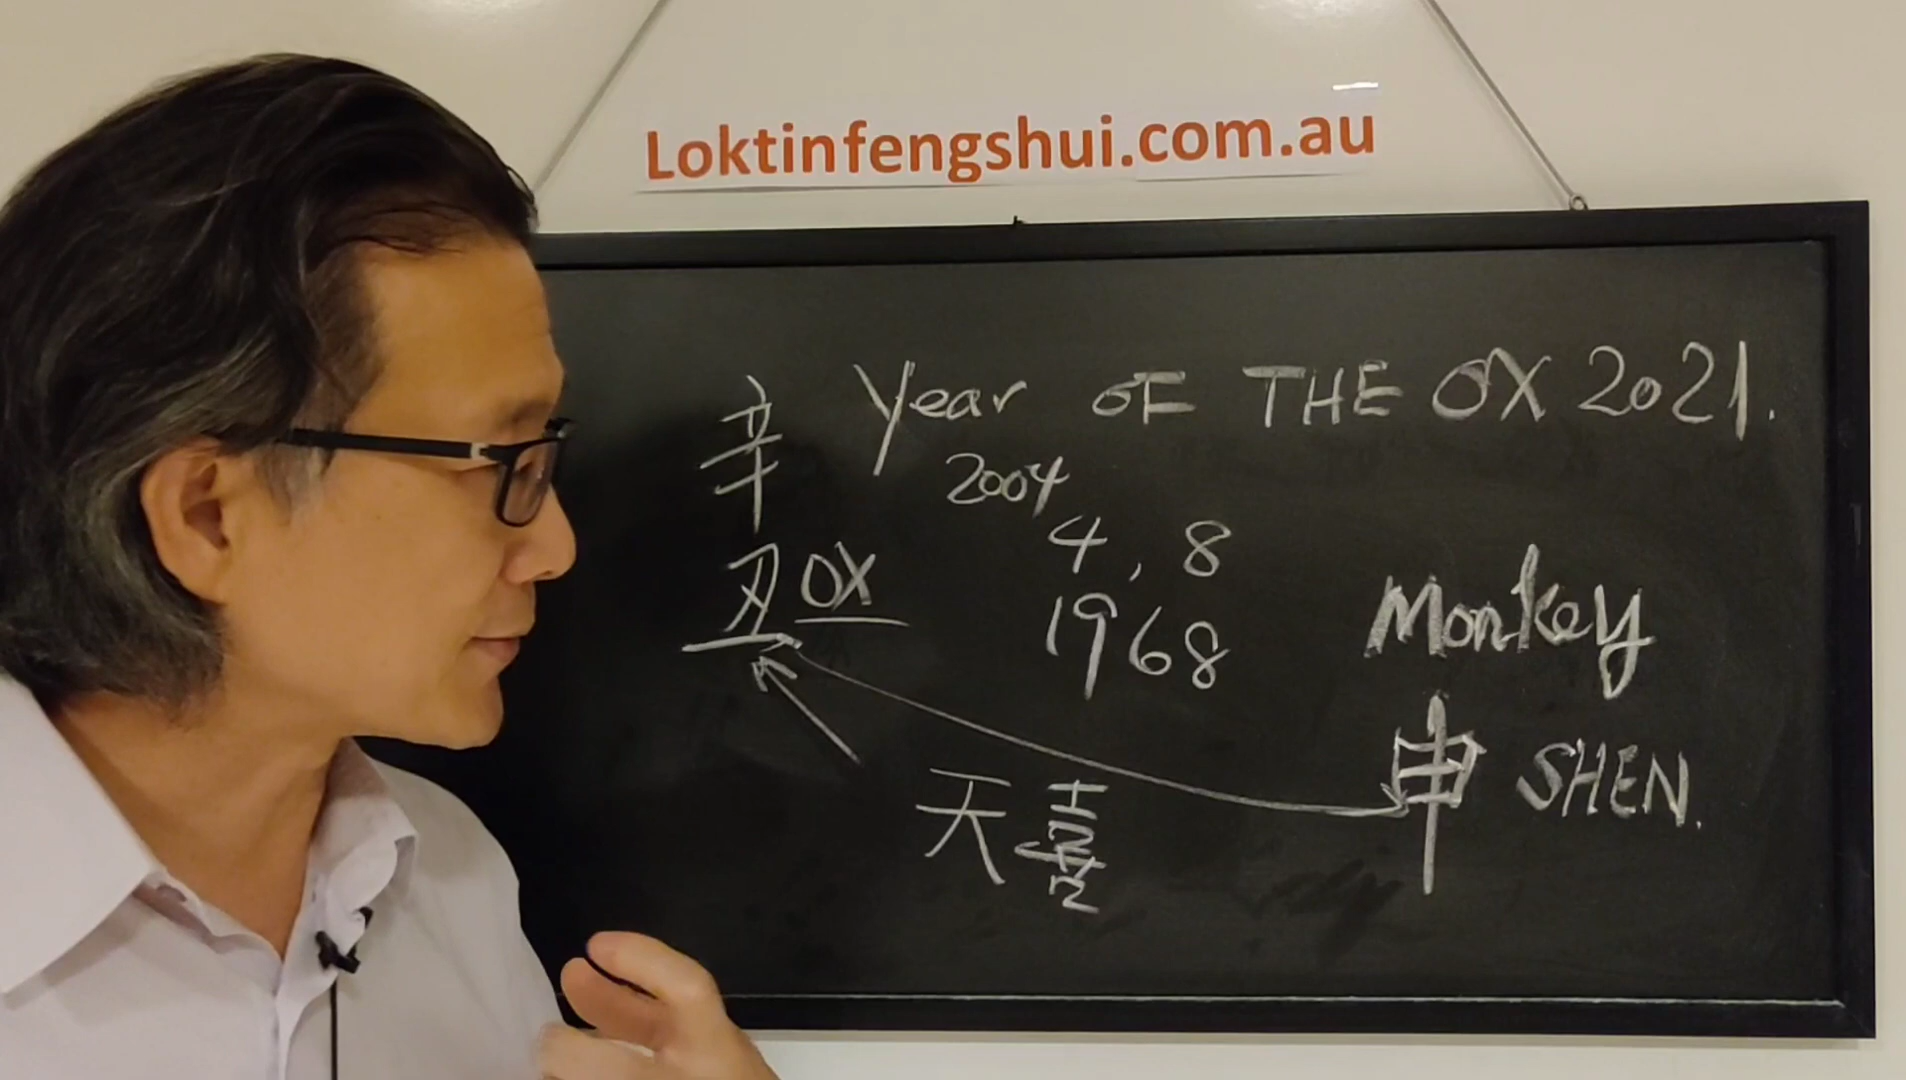 Loktinfengshui.com.au
辛 Year OF THE OX 2021.
2004
4, 8
丑 OX
1968
Monkey
申 SHEN.
天喜